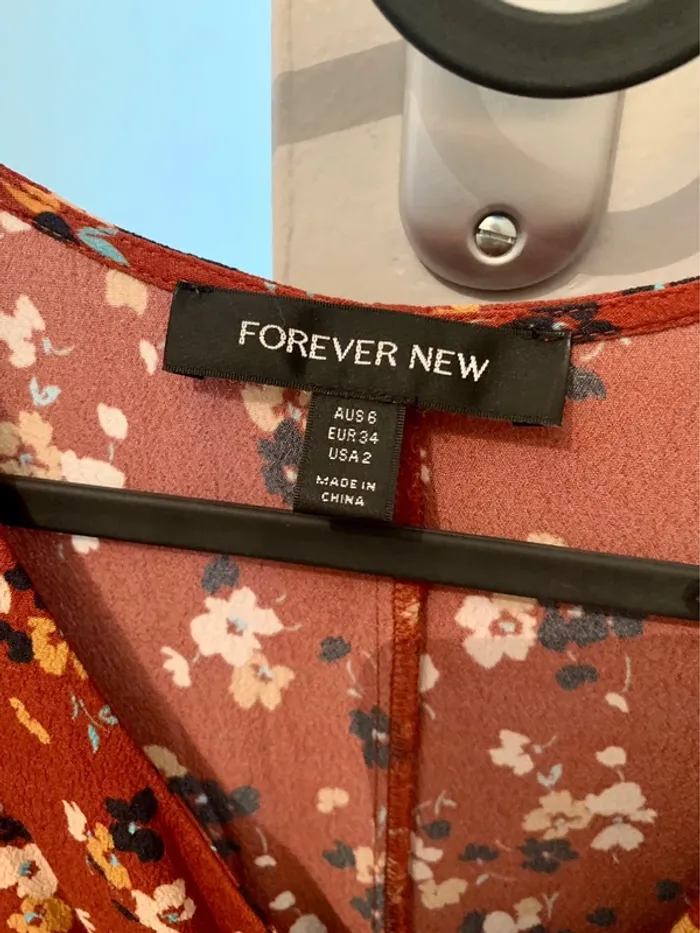 FOREVER NEW
AUS 6
EUR 34
USA 2
MADE IN
CHINA